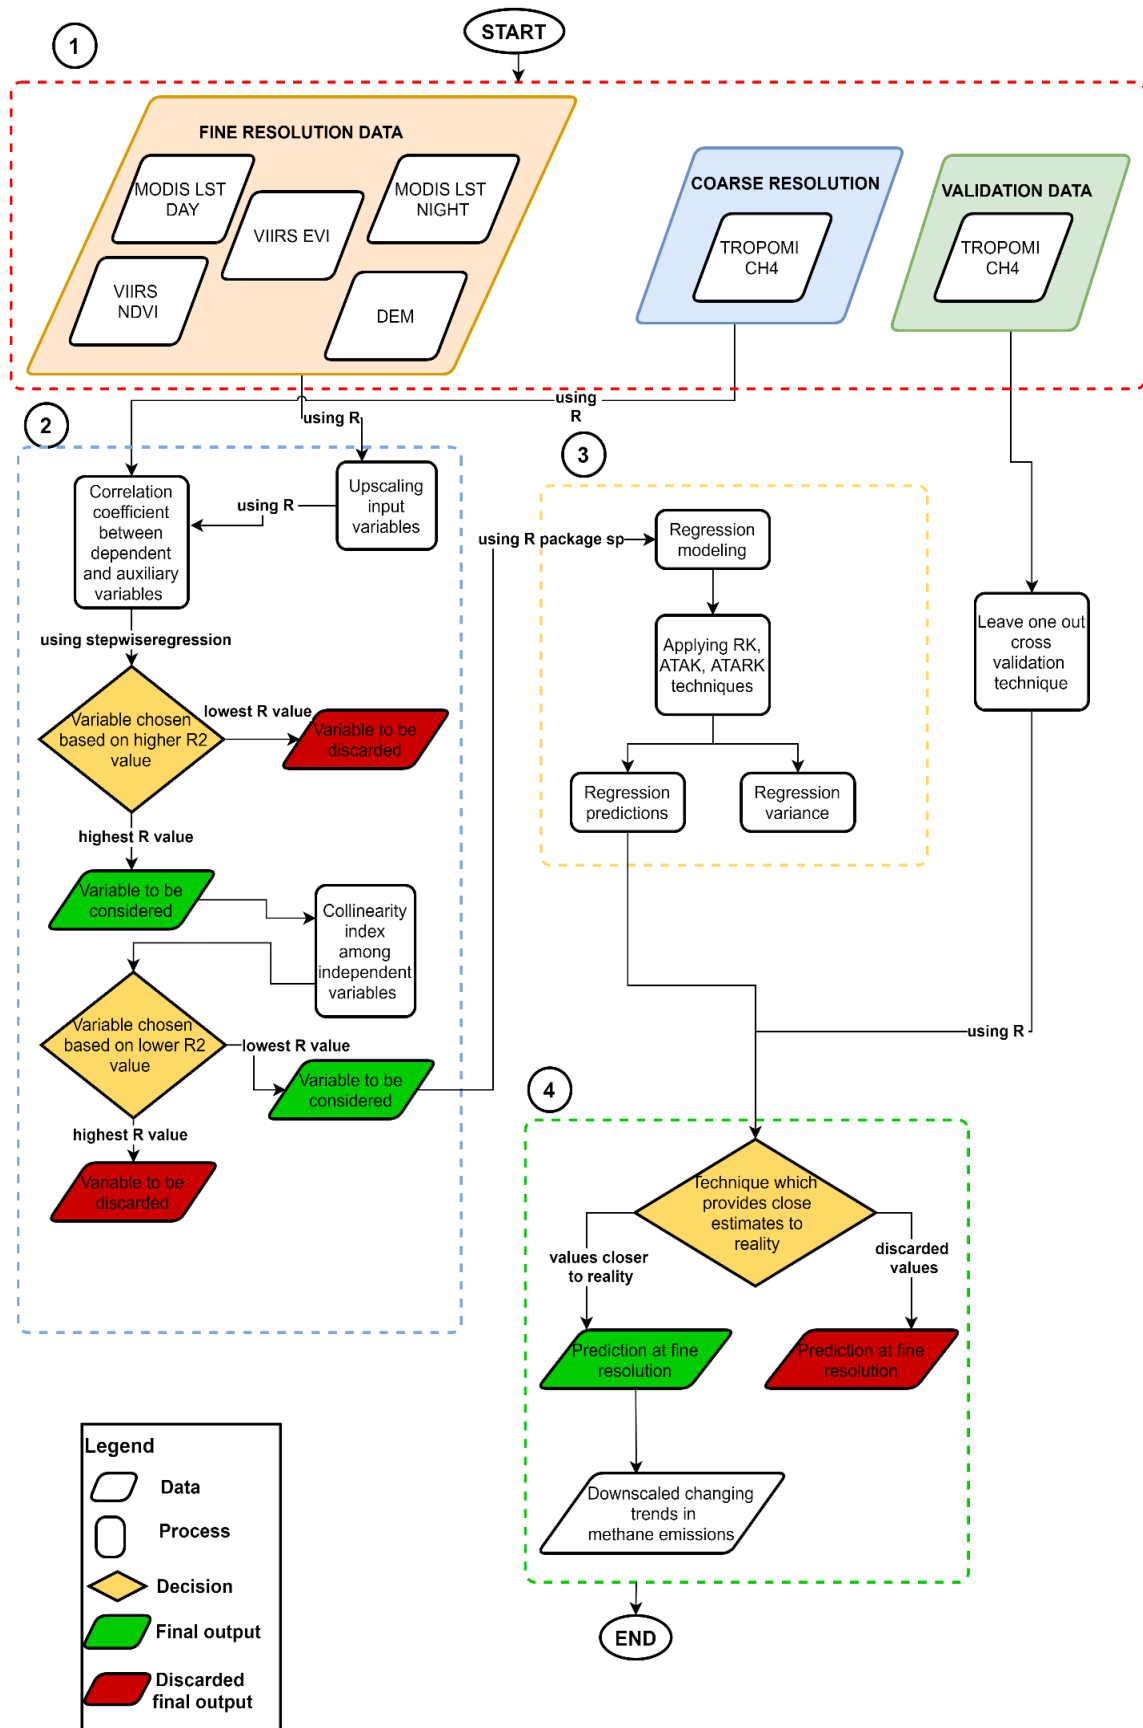 START
1
FINE RESOLUTION DATA
MODIS LST
DAY
MODIS LST
NIGHT
VIIRS EVI
VIIRS
NDVI
DEM
COARSE RESOLUTION
TROPOMI
CH4
VALIDATION DATA
TROPOMI
CH4
using R
using
R
2
Correlation
coefficient
between
dependent
and auxiliary
variables
using R
Upscaling
input
variables
using stepwiseregression
Variable chosen
based on higher R2
value
lowest R value
Variable to be
discarded
highest R value
Variable to be
considered
Collinearity
index
among
independent
variables
Variable chosen
based on lower R2
value
lowest R value
Variable to be
considered
highest R value
Variable to be
discarded
3
using R package sp
Regression
modeling
Applying RK,
ATAK, ATARK
techniques
Regression
predictions
Regression
variance
Leave one out
cross
validation
technique
using R
4
Technique which
provides close
estimates to
reality
values closer
to reality
discarded
values
Prediction at fine
resolution
Prediction at fine
resolution
Downscaled changing
trends in
methane emissions
END
Legend
Data
Process
Decision
Final output
Discarded
final output